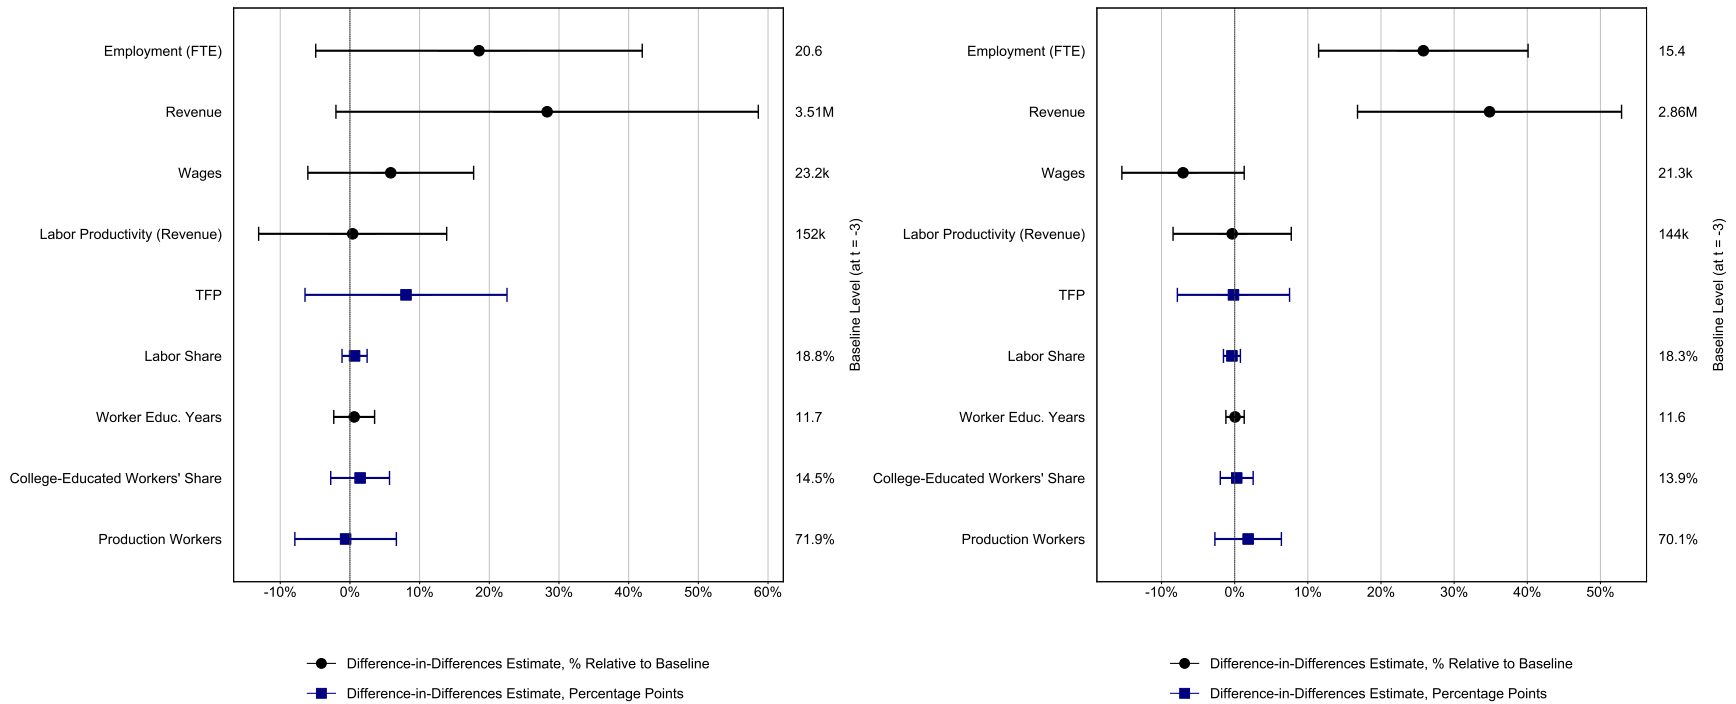 Employment (FTE)
20.6
Revenue
3.51M
Wages
23.2k
Labor Productivity (Revenue)
152k
TFP
Labor Share
18.8%
Worker Educ. Years
11.7
College-Educated Workers' Share
14.5%
Production Workers
71.9%
Baseline Level (at t = -3)
-10% 0% 10% 20% 30% 40% 50% 60%
Difference-in-Differences Estimate, % Relative to Baseline
Difference-in-Differences Estimate, Percentage Points
Employment (FTE)
15.4
Revenue
2.86M
Wages
21.3k
Labor Productivity (Revenue)
144k
TFP
Labor Share
18.3%
Worker Educ. Years
11.6
College-Educated Workers' Share
13.9%
Production Workers
70.1%
Baseline Level (at t = -3)
-10% 0% 10% 20% 30% 40% 50%
Difference-in-Differences Estimate, % Relative to Baseline
Difference-in-Differences Estimate, Percentage Points